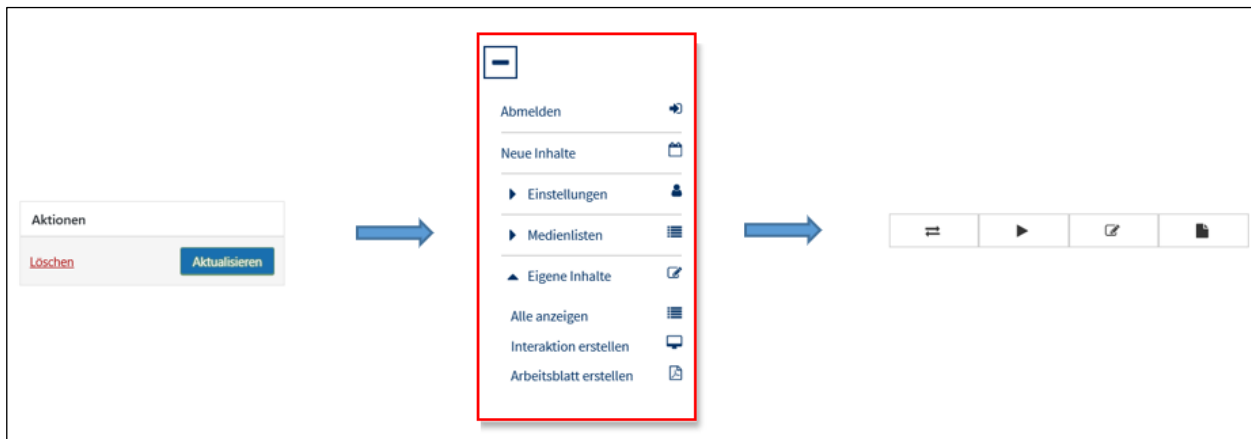 Aktionen
Löschen
Aktualisieren
Abmelden
Neue Inhalte
Einstellungen
Medienlisten
Eigene Inhalte
Alle anzeigen
Interaktion erstellen
Arbeitsblatt erstellen